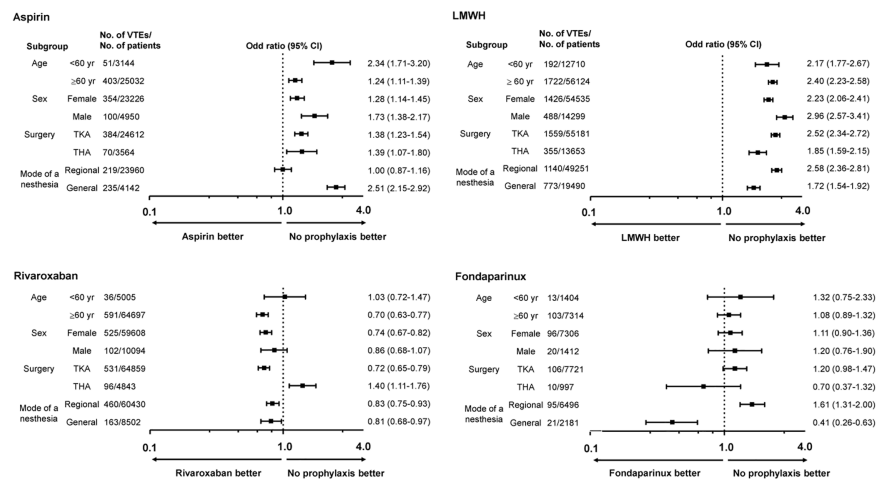 Aspirin
Subgroup
No. of VTEs/
No. of patients
Odd ratio (95% CI)
Age <60 yr 51/3144 2.34 (1.71-3.20)
≥60 yr 403/25032 1.24 (1.11-1.39)
Sex Female 354/23226 1.28 (1.14-1.45)
Male 100/4950 1.73 (1.38-2.17)
Surgery TKA 384/24612 1.38 (1.23-1.54)
THA 70/3564 1.39 (1.07-1.80)
Mode of a
nesthesia
Regional 219/23960 1.00 (0.87-1.16)
General 235/4142 2.51 (2.15-2.92)
0.1 1.0 4.0
Aspirin better No prophylaxis better
LMWH
Subgroup
No. of VTEs/
No. of patients
Odd ratio (95% CI)
Age <60 yr 192/12710 2.17 (1.77-2.67)
≥ 60 yr 1722/56124 2.40 (2.23-2.58)
Sex Female 1426/54535 2.23 (2.06-2.41)
Male 488/14299 2.96 (2.57-3.41)
Surgery TKA 1559/55181 2.52 (2.34-2.72)
THA 355/13653 1.85 (1.59-2.15)
Mode of a
nesthesia
Regional 1140/49251 2.58 (2.36-2.81)
General 773/19490 1.72 (1.54-1.92)
0.1 1.0 4.0
LMWH better No prophylaxis better
Rivaroxaban
Age <60 yr 36/5005 1.03 (0.72-1.47)
≥60 yr 591/64697 0.70 (0.63-0.77)
Sex Female 525/59608 0.74 (0.67-0.82)
Male 102/10094 0.86 (0.68-1.07)
Surgery TKA 531/64859 0.72 (0.65-0.79)
THA 96/4843 1.40 (1.11-1.76)
Mode of a
nesthesia
Regional 460/60430 0.83 (0.75-0.93)
General 163/8502 0.81 (0.68-0.97)
0.1 1.0 4.0
Rivaroxaban better No prophylaxis better
Fondaparinux
Age <60 yr 13/1404 1.32 (0.75-2.33)
≥60 yr 103/7314 1.08 (0.89-1.32)
Sex Female 96/7306 1.11 (0.90-1.36)
Male 20/1412 1.20 (0.76-1.90)
Surgery TKA 106/7721 1.20 (0.98-1.47)
THA 10/997 0.70 (0.37-1.32)
Mode of a
nesthesia
Regional 95/6496 1.61 (1.31-2.00)
General 21/2181 0.41 (0.26-0.63)
0.1 1.0 4.0
Fondaparinux better No prophylaxis better